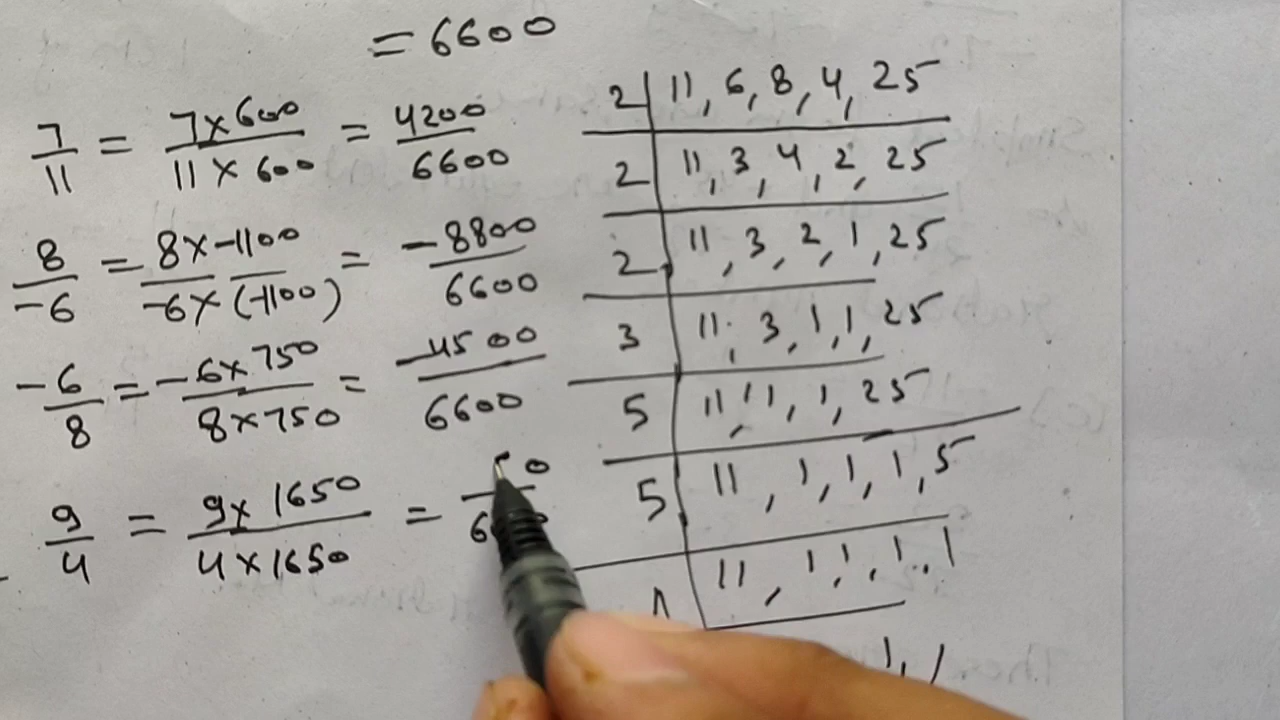 = 6600
7/11 = 7×600/11×600 = 4200/6600
8/-6 = 8×-1100/-6×(-1100) = -8800/6600
-6/8 = -6×750/8×750 = -4500/6600
9/4 = 9×1650/4×1650 =
2 | 11, 6, 8, 4, 25
2 | 11, 3, 4, 2, 25
2 | 11, 3, 2, 1, 25
3 | 11, 3, 1, 1, 25
5 | 11, 1, 1, 25
5 | 11, 1, 1, 1, 5
11, 1, 1, 1, 1
1, 1